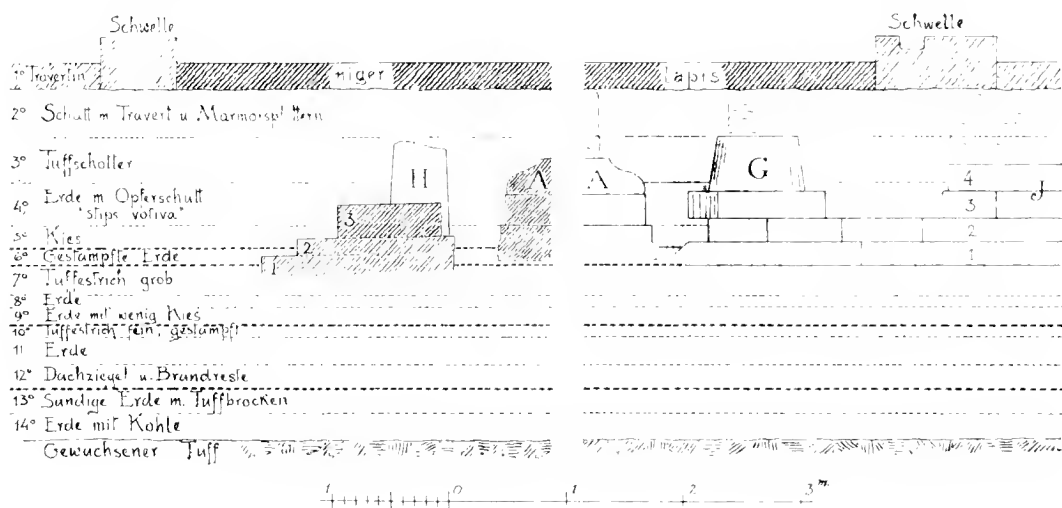 Schwelle Schwelle
1° Travertin niger lapis
2° Schutt m Travert u Marmorsplittern
3° Tuffschotter H A A G
4° Erde m Opferschutt 4 J
"stips votiva" 3 3
5° Kies 2
6° Gestampfte Erde 2 1 1
7° Tuffestrich grob
8° Erde
9° Erde mit wenig Kies
10° Tuffestrich fein, gestampft
11 Erde
12° Dachziegel u. Brandreste
13° Sandige Erde m. Tuffbrocken
14° Erde mit Kohle
Gewachsener Tuff
1 0 1 2 3 m.